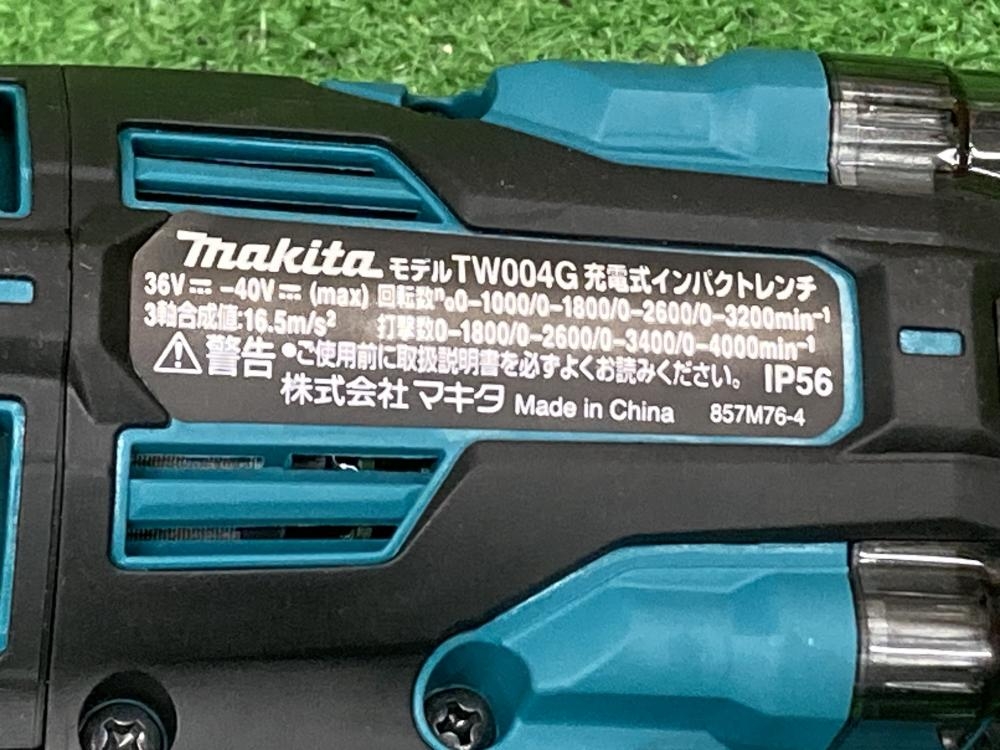 makita モデルTW004G 充電式インパクトレンチ
36V⎓ -40V⎓ (max) 回転数n₀0-1000/0-1800/0-2600/0-3200min⁻¹
3軸合成値:16.5m/s² 打撃数0-1800/0-2600/0-3400/0-4000min⁻¹
⚠警告 •ご使用前に取扱説明書を必ずよくお読みください。 IP56
株式会社 マキタ Made in China 857M76-4